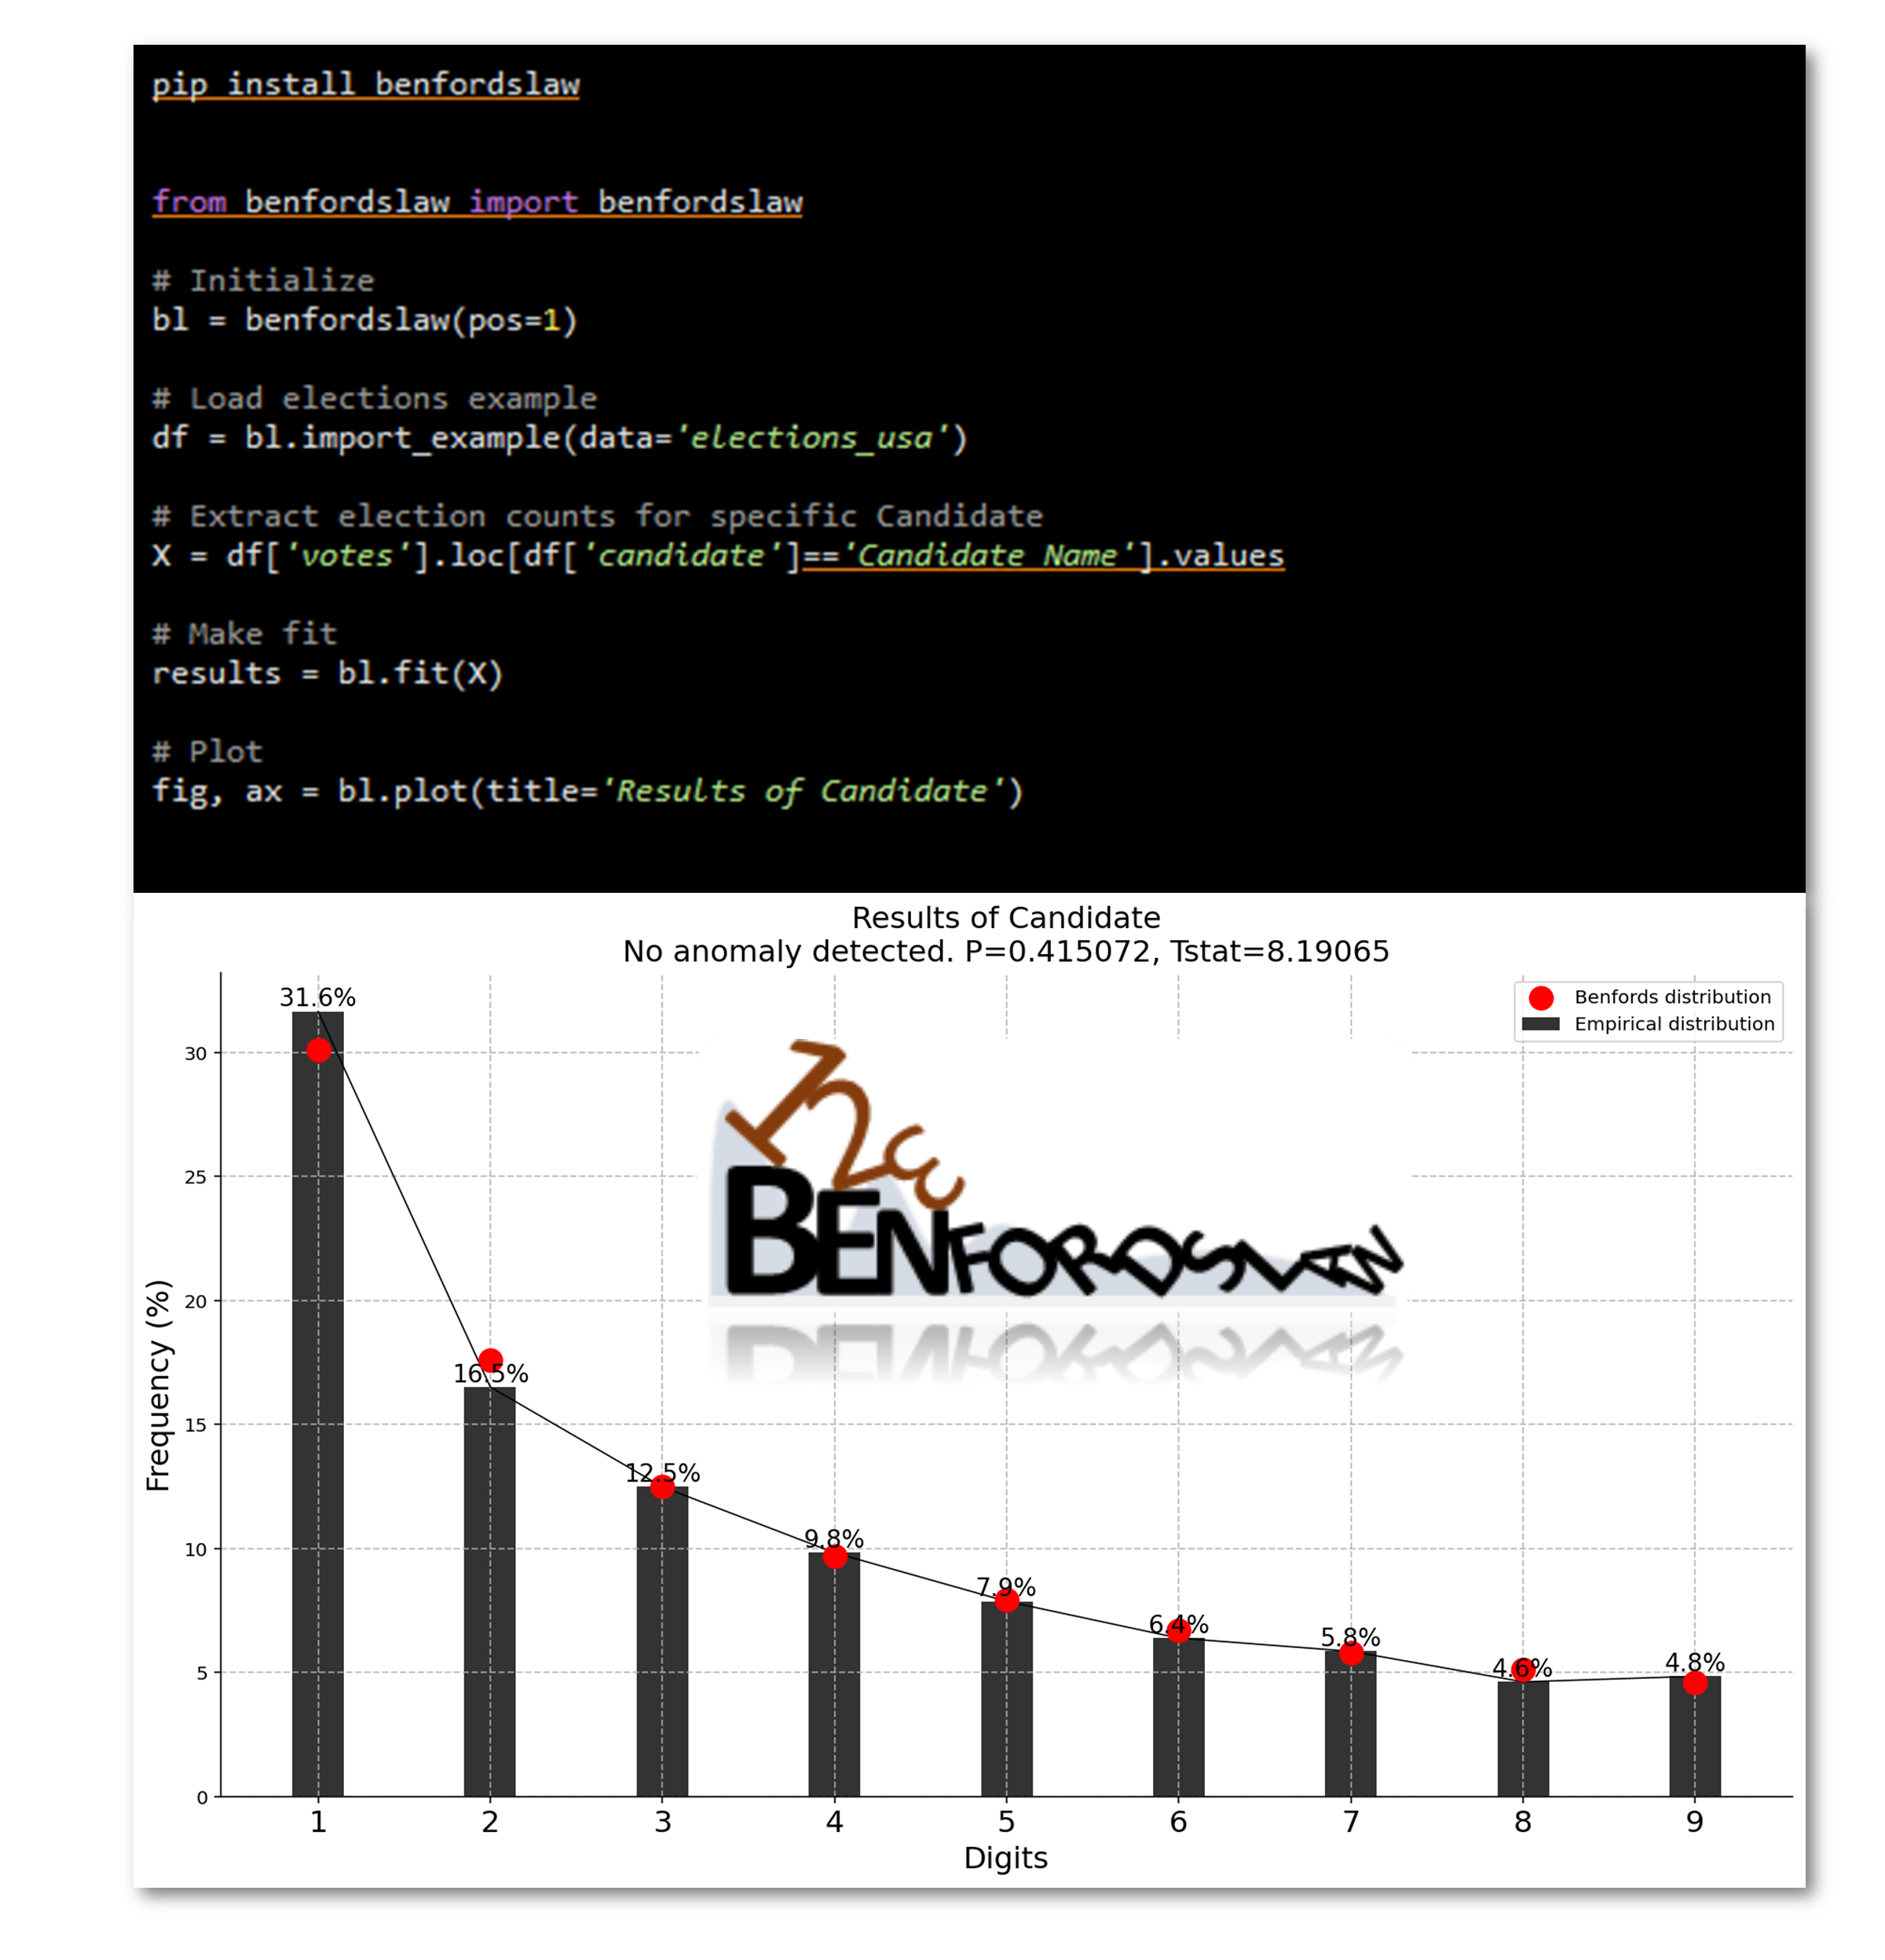 pip install benfordslaw
from benfordslaw import benfordslaw
# Initialize
bl = benfordslaw(pos=1)
# Load elections example
df = bl.import_example(data='elections_usa')
# Extract election counts for specific Candidate
X = df['votes'].loc[df['candidate']=='Candidate Name'].values
# Make fit
results = bl.fit(X)
# Plot
fig, ax = bl.plot(title='Results of Candidate')
Results of Candidate
No anomaly detected. P=0.415072, Tstat=8.19065
Benfords distribution
Empirical distribution
123
BENFORDSLAW
Frequency (%)
30
25
20
15
10
5
0
31.6%
16.5%
12.5%
9.8%
7.9%
6.4%
5.8%
4.6%
4.8%
1 2 3 4 5 6 7 8 9
Digits